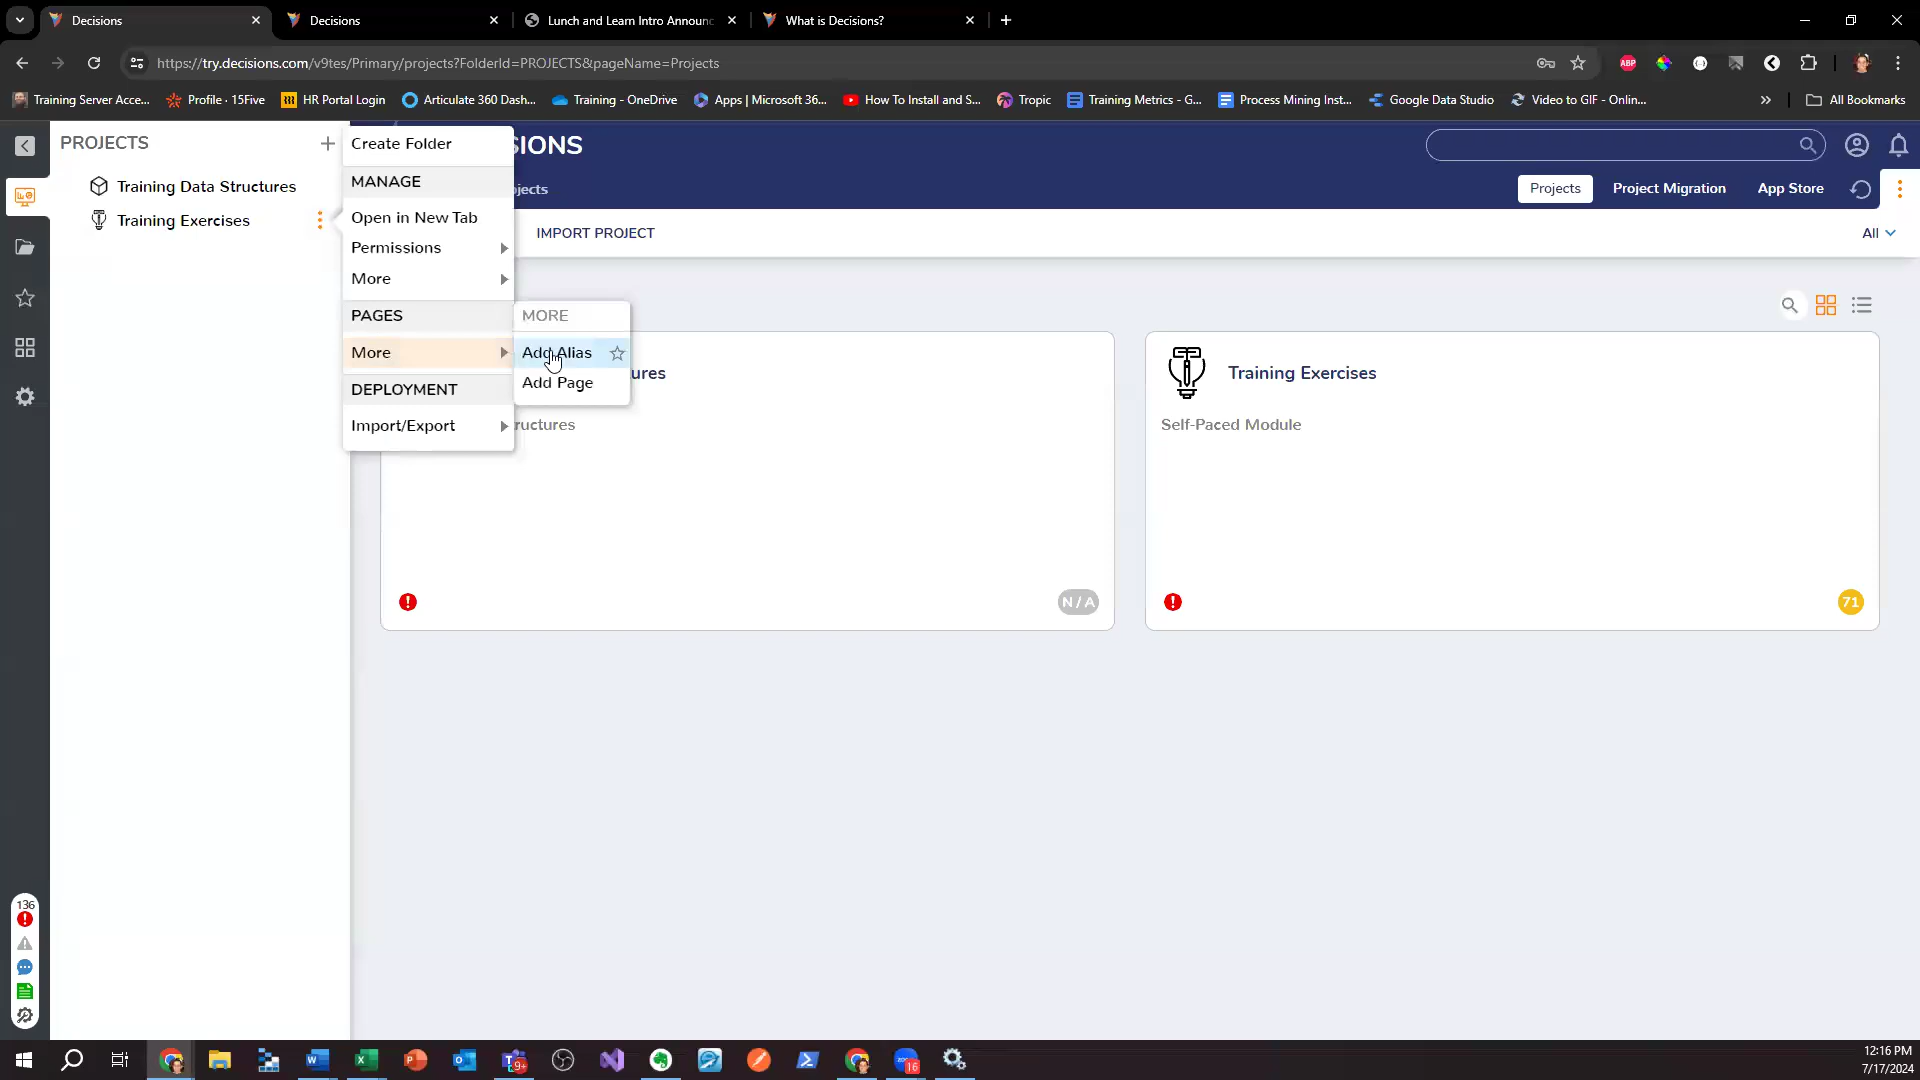 Decisions
Decisions
Lunch and Learn Intro Announc
What is Decisions?
https://try.decisions.com/v9tes/Primary/projects?FolderId=PROJECTS&pageName=Projects
ABP
Training Server Acce...
Profile · 15Five
HR Portal Login
Articulate 360 Dash...
Training - OneDrive
Apps | Microsoft 36...
How To Install and S...
Tropic
Training Metrics - G...
Process Mining Inst...
Google Data Studio
Video to GIF - Onlin...
All Bookmarks
PROJECTS
Training Data Structures
Training Exercises
Create Folder
MANAGE
Open in New Tab
Permissions
More
PAGES
More
DEPLOYMENT
Import/Export
MORE
Add Alias
Add Page
SIONS
ojects
Projects
Project Migration
App Store
IMPORT PROJECT
All
ures
ructures
N/A
Training Exercises
Self-Paced Module
71
136
9+
16
12:16 PM
7/17/2024